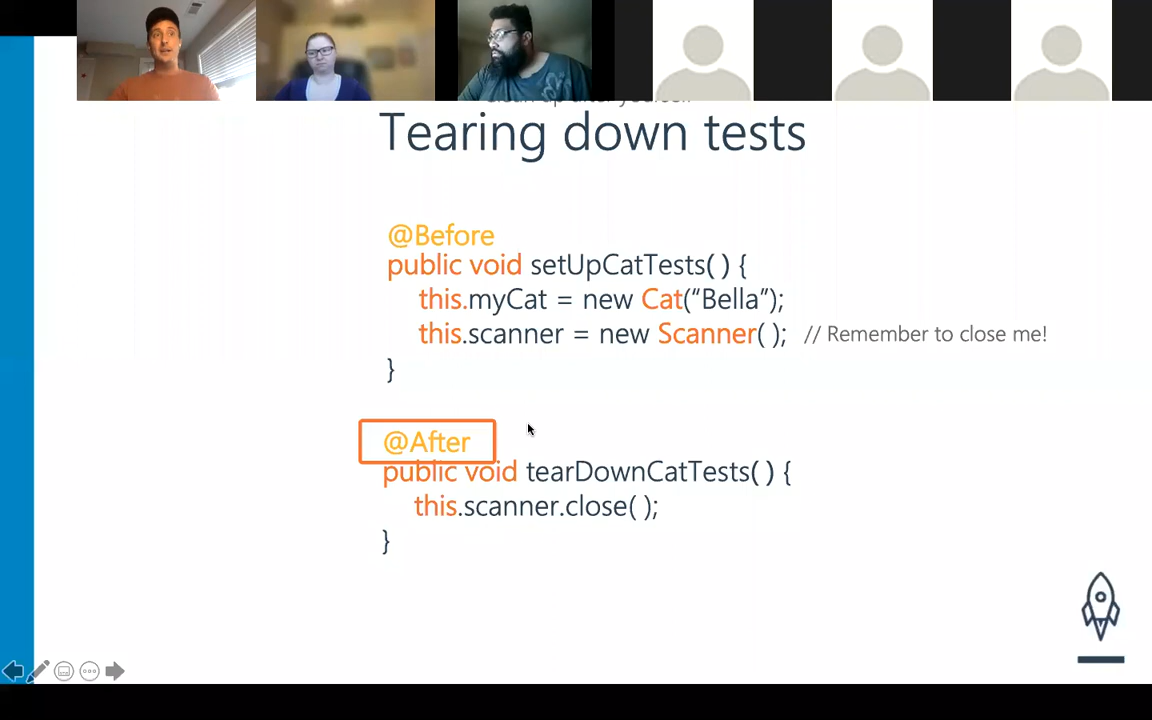 Tearing down tests
@Before
public void setUpCatTests( ) {
this.myCat = new Cat(“Bella”);
this.scanner = new Scanner( ); // Remember to close me!
}
@After
public void tearDownCatTests( ) {
this.scanner.close( );
}